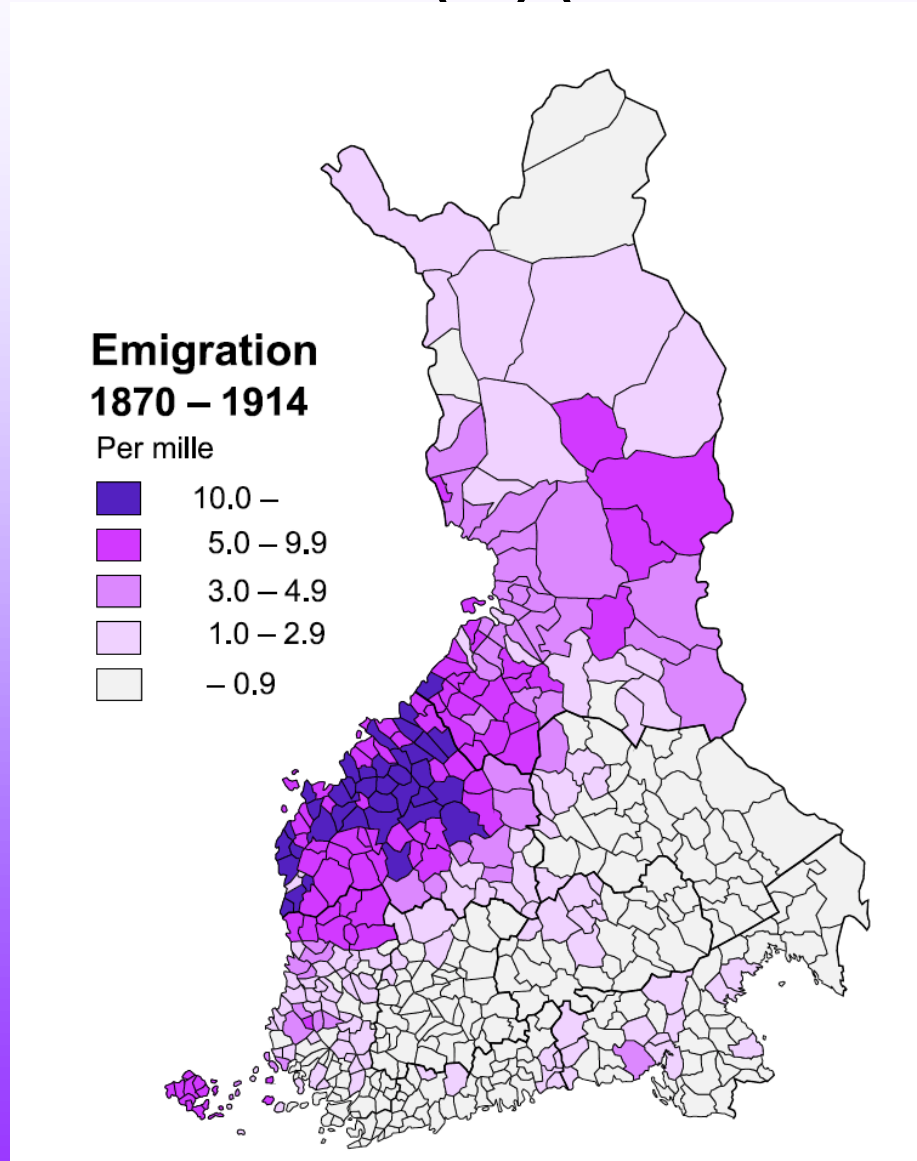 Emigration
1870 – 1914
Per mille
10.0 –
5.0 – 9.9
3.0 – 4.9
1.0 – 2.9
– 0.9